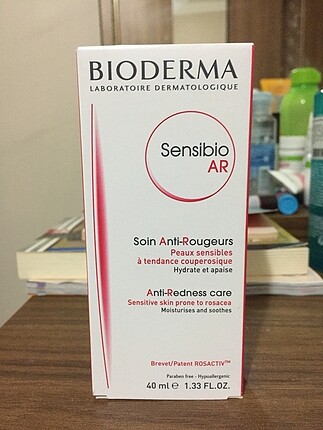 BIODERMA
LABORATOIRE DERMATOLOGIQUE
Sensibio
AR
Soin Anti-Rougeurs
Peaux sensibles
à tendance couperosique
Hydrate et apaise
Anti-Redness care
Sensitive skin prone to rosacea
Moisturises and soothes
Brevet/Patent ROSACTIV™
Paraben free - Hypoallergenic
40 ml ℮ 1.33 FL.OZ.